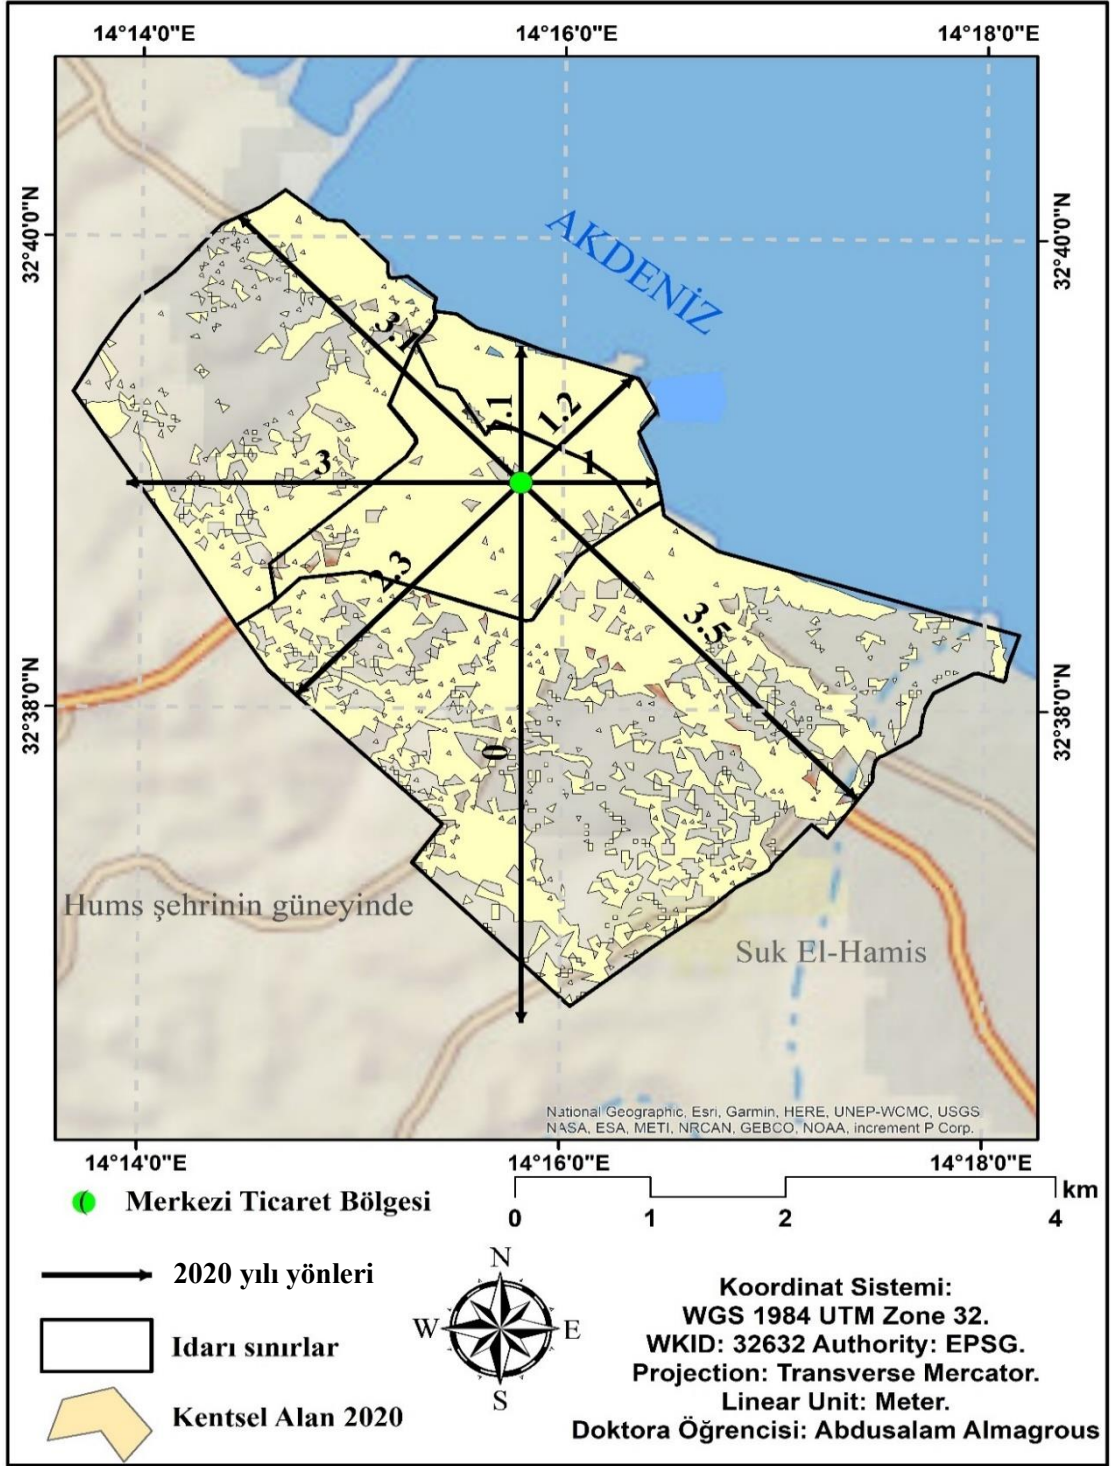 14°14'0"E
14°16'0"E
14°18'0"E
32°40'0"N
32°40'0"N
AKDENİZ
3.1
1.1
1.2
3
1
2.3
3.5
0
32°38'0"N
32°38'0"N
Hums şehrinin güneyinde
Suk El-Hamis
National Geographic, Esri, Garmin, HERE, UNEP-WCMC, USGS
NASA, ESA, METI, NRCAN, GEBCO, NOAA, increment P Corp.
14°14'0"E
14°16'0"E
14°18'0"E
Merkezi Ticaret Bölgesi
km
0
1
2
4
2020 yılı yönleri
N
W
E
S
Idarı sınırlar
Kentsel Alan 2020
Koordinat Sistemi:
WGS 1984 UTM Zone 32.
WKID: 32632 Authority: EPSG.
Projection: Transverse Mercator.
Linear Unit: Meter.
Doktora Öğrencisi: Abdusalam Almagrous